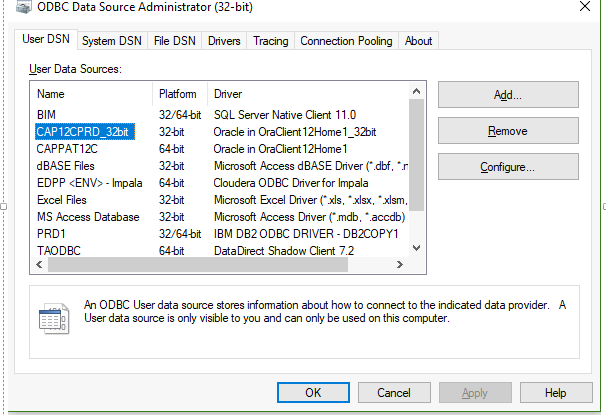 ODBC Data Source Administrator (32-bit)
User DSN System DSN File DSN Drivers Tracing Connection Pooling About
User Data Sources:
Name Platform Driver
BIM 32/64-bit SQL Server Native Client 11.0
CAP12CPRD_32bit 32-bit Oracle in OraClient12Home1_32bit
CAPPAT12C 64-bit Oracle in OraClient12Home1
dBASE Files 32-bit Microsoft Access dBASE Driver (*.dbf, *.n
EDPP <ENV> - Impala 64-bit Cloudera ODBC Driver for Impala
Excel Files 32-bit Microsoft Excel Driver (*.xls, *.xlsx, *.xlsm,
MS Access Database 32-bit Microsoft Access Driver (*.mdb, *.accdb)
PRD1 32/64-bit IBM DB2 ODBC DRIVER - DB2COPY1
TAODBC 64-bit DataDirect Shadow Client 7.2
Add...
Remove
Configure...
An ODBC User data source stores information about how to connect to the indicated data provider. A
User data source is only visible to you and can only be used on this computer.
OK Cancel Apply Help